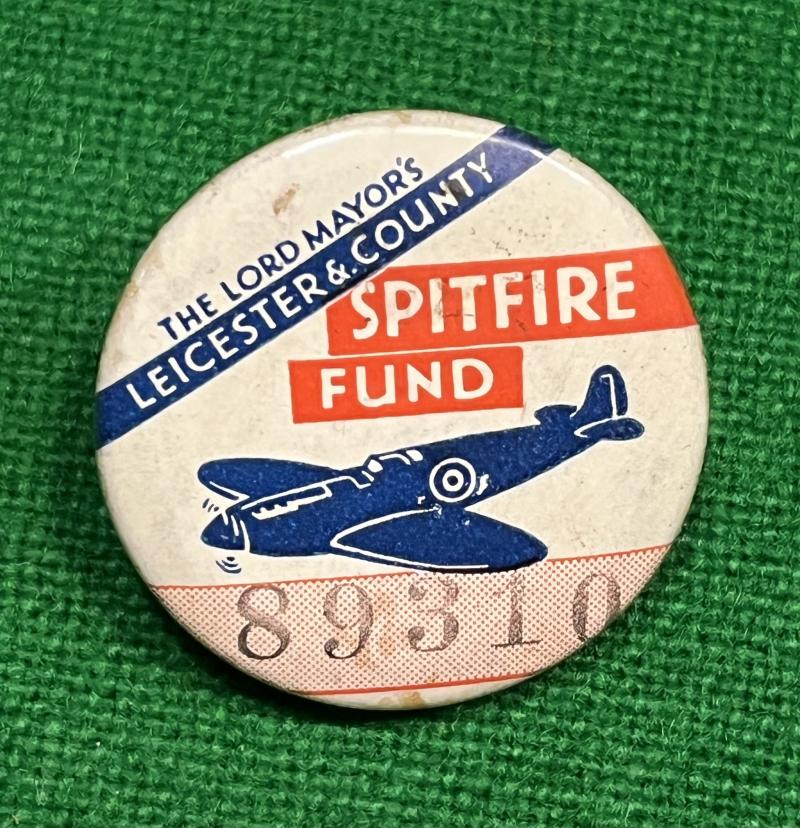 THE LORD MAYOR'S
LEICESTER & COUNTY
SPITFIRE
FUND
89310